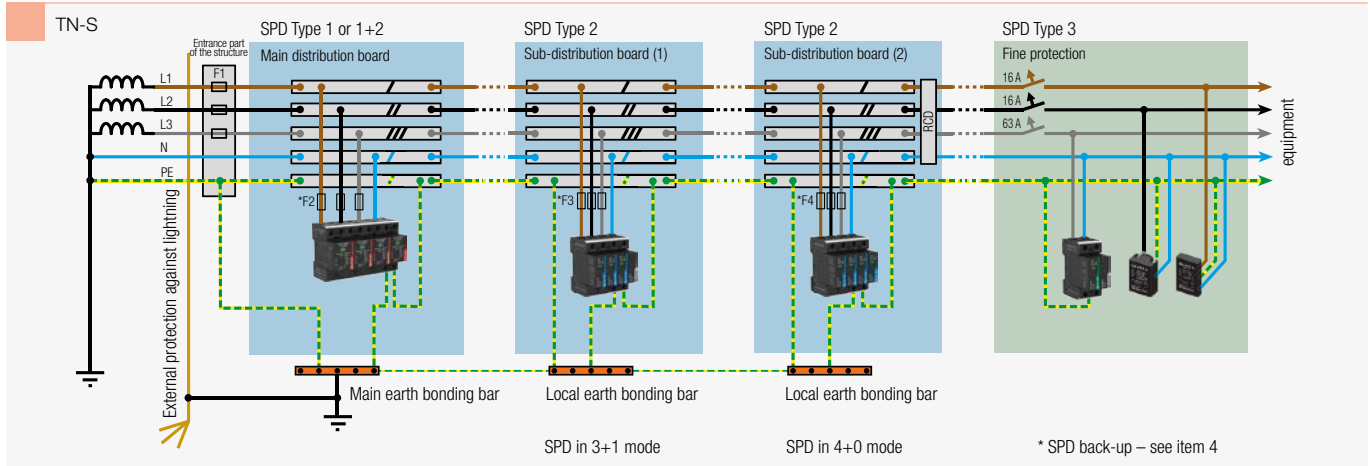 TN-S
SPD Type 1 or 1+2
SPD Type 2
SPD Type 2
SPD Type 3
Entrance part
of the structure
Main distribution board
Sub-distribution board (1)
Sub-distribution board (2)
Fine protection
F1
L1
L2
L3
N
PE
RCD
16 A
16 A
63 A
equipment
*F2
*F3
*F4
External protection against lightning
Main earth bonding bar
Local earth bonding bar
Local earth bonding bar
SPD in 3+1 mode
SPD in 4+0 mode
* SPD back-up – see item 4